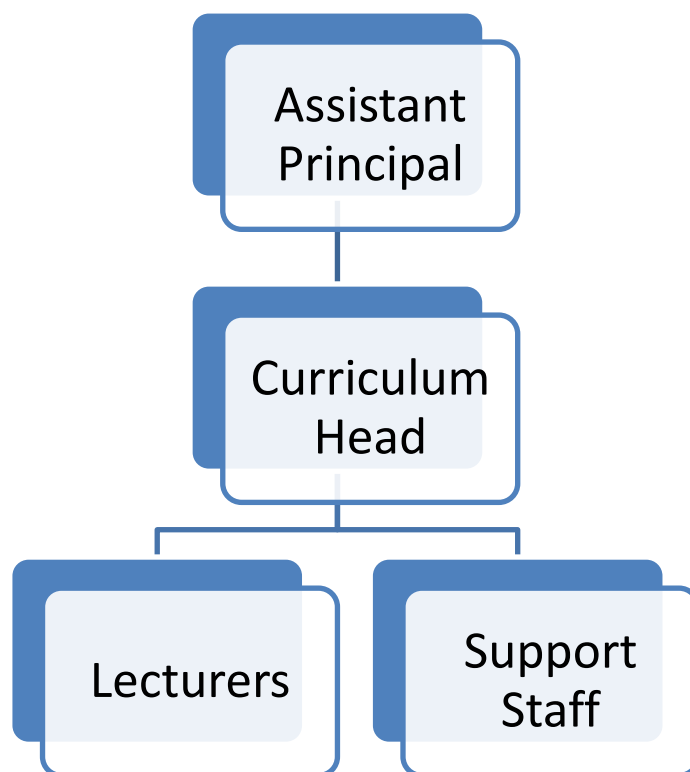 Assistant
Principal
Curriculum
Head
Lecturers
Support
Staff